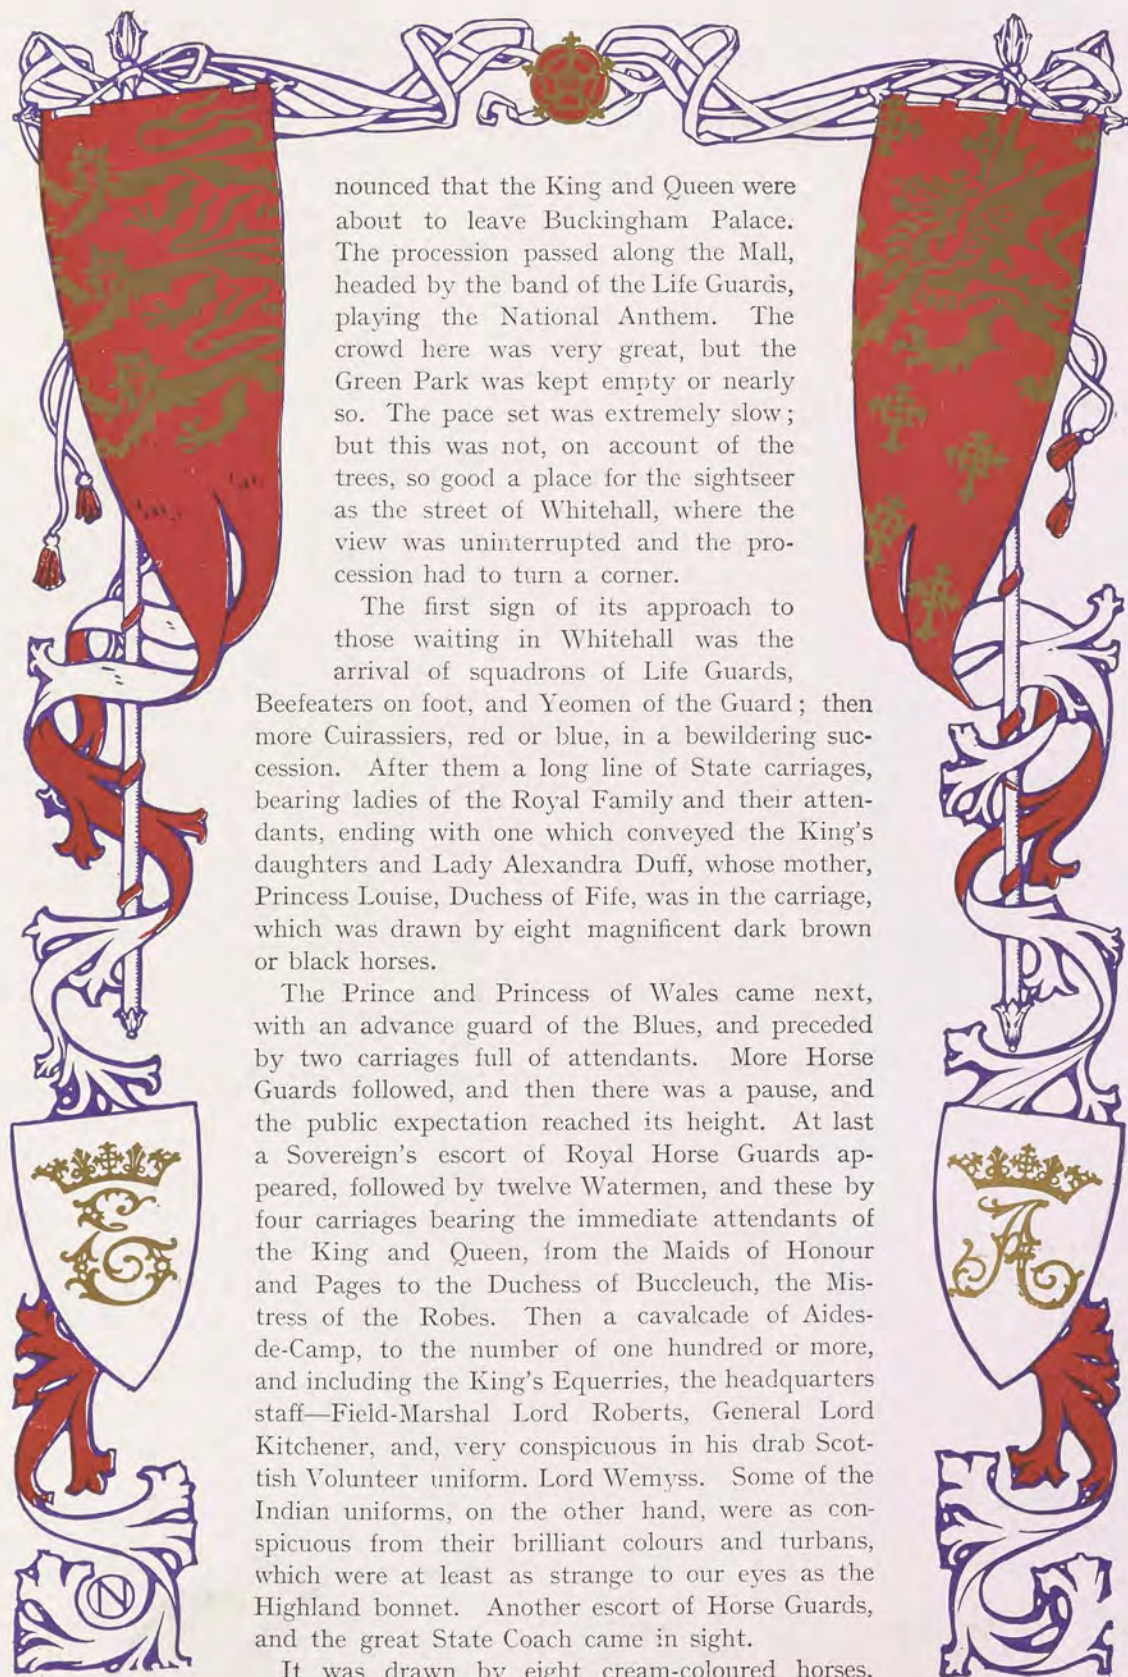 nounced that the King and Queen were
about to leave Buckingham Palace.
The procession passed along the Mall,
headed by the band of the Life Guards,
playing the National Anthem. The
crowd here was very great, but the
Green Park was kept empty or nearly
so. The pace set was extremely slow;
but this was not, on account of the
trees, so good a place for the sightseer
as the street of Whitehall, where the
view was uninterrupted and the pro-
cession had to turn a corner.
The first sign of its approach to
those waiting in Whitehall was the
arrival of squadrons of Life Guards,
Beefeaters on foot, and Yeomen of the Guard; then
more Cuirassiers, red or blue, in a bewildering suc-
cession. After them a long line of State carriages,
bearing ladies of the Royal Family and their atten-
dants, ending with one which conveyed the King's
daughters and Lady Alexandra Duff, whose mother,
Princess Louise, Duchess of Fife, was in the carriage,
which was drawn by eight magnificent dark brown
or black horses.
The Prince and Princess of Wales came next,
with an advance guard of the Blues, and preceded
by two carriages full of attendants. More Horse
Guards followed, and then there was a pause, and
the public expectation reached its height. At last
a Sovereign's escort of Royal Horse Guards ap-
peared, followed by twelve Watermen, and these by
four carriages bearing the immediate attendants of
the King and Queen, from the Maids of Honour
and Pages to the Duchess of Buccleuch, the Mis-
tress of the Robes. Then a cavalcade of Aides-
de-Camp, to the number of one hundred or more,
and including the King's Equerries, the headquarters
staff—Field-Marshal Lord Roberts, General Lord
Kitchener, and, very conspicuous in his drab Scot-
tish Volunteer uniform. Lord Wemyss. Some of the
Indian uniforms, on the other hand, were as con-
spicuous from their brilliant colours and turbans,
which were at least as strange to our eyes as the
Highland bonnet. Another escort of Horse Guards,
and the great State Coach came in sight.
It was drawn by eight cream-coloured horses,
A
N